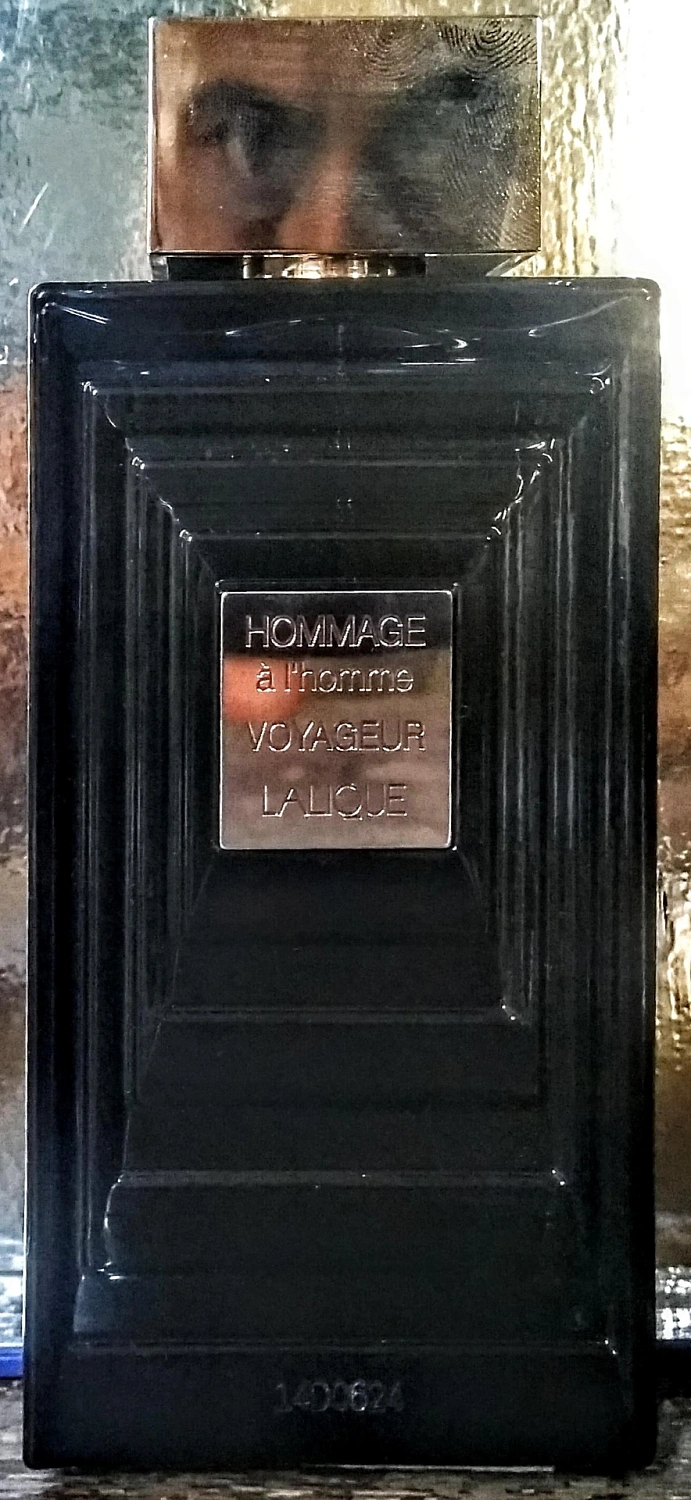 HOMMAGE
à l'homme
VOYAGEUR
LALIQUE
14D0624